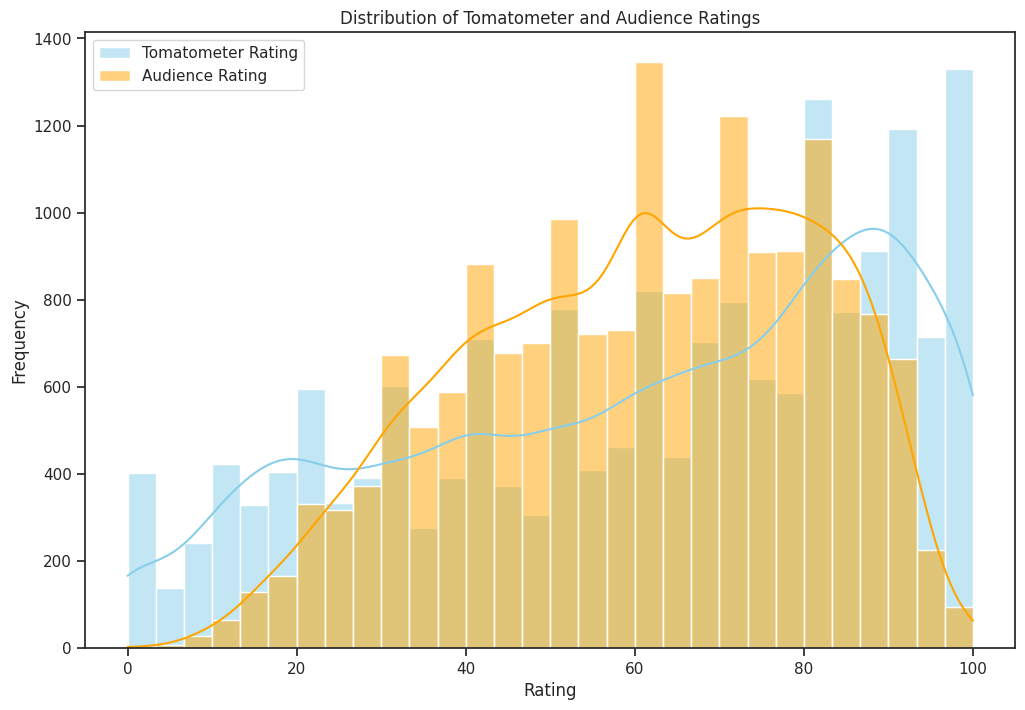 Distribution of Tomatometer and Audience Ratings
Tomatometer Rating
Audience Rating
Frequency
1400
1200
1000
800
600
400
200
0
0 20 40 60 80 100
Rating